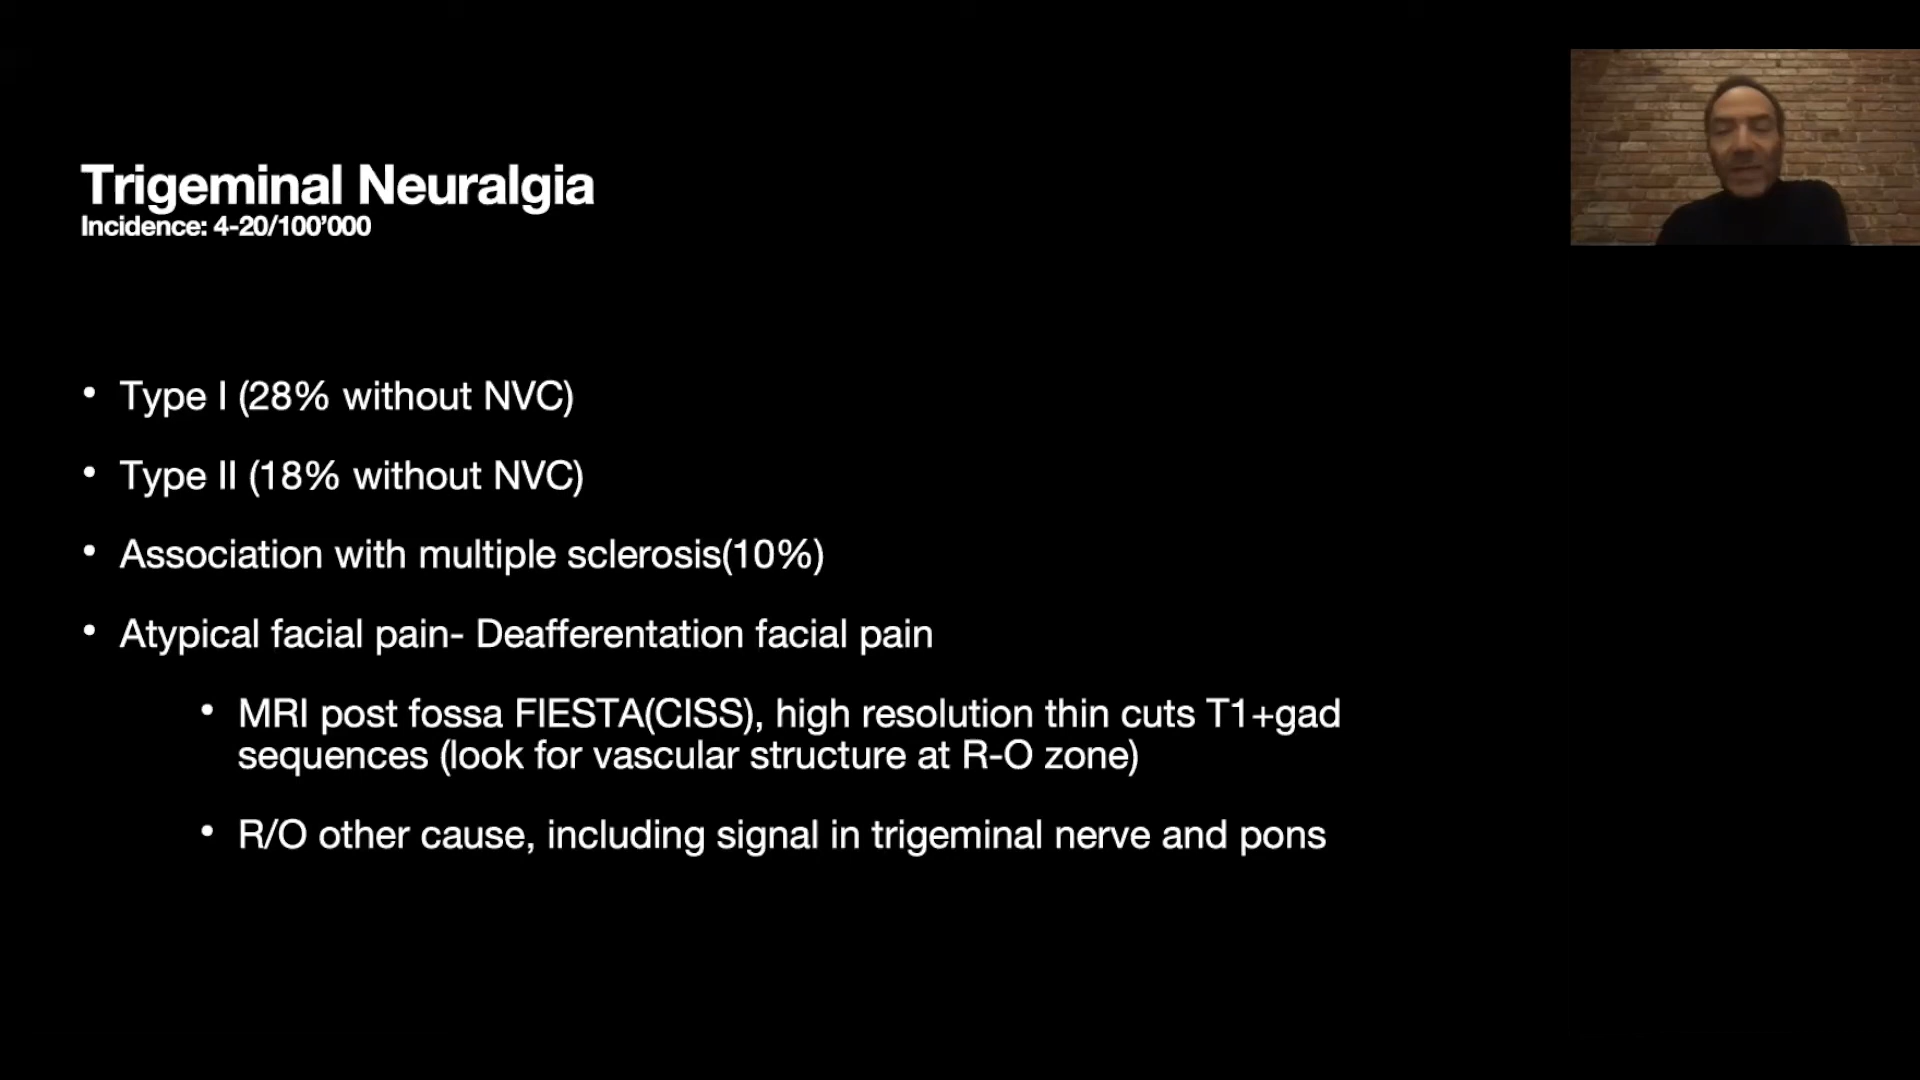 Trigeminal Neuralgia
Incidence: 4-20/100’000
• Type I (28% without NVC)
• Type II (18% without NVC)
• Association with multiple sclerosis(10%)
• Atypical facial pain- Deafferentation facial pain
• MRI post fossa FIESTA(CISS), high resolution thin cuts T1+gad
sequences (look for vascular structure at R-O zone)
• R/O other cause, including signal in trigeminal nerve and pons